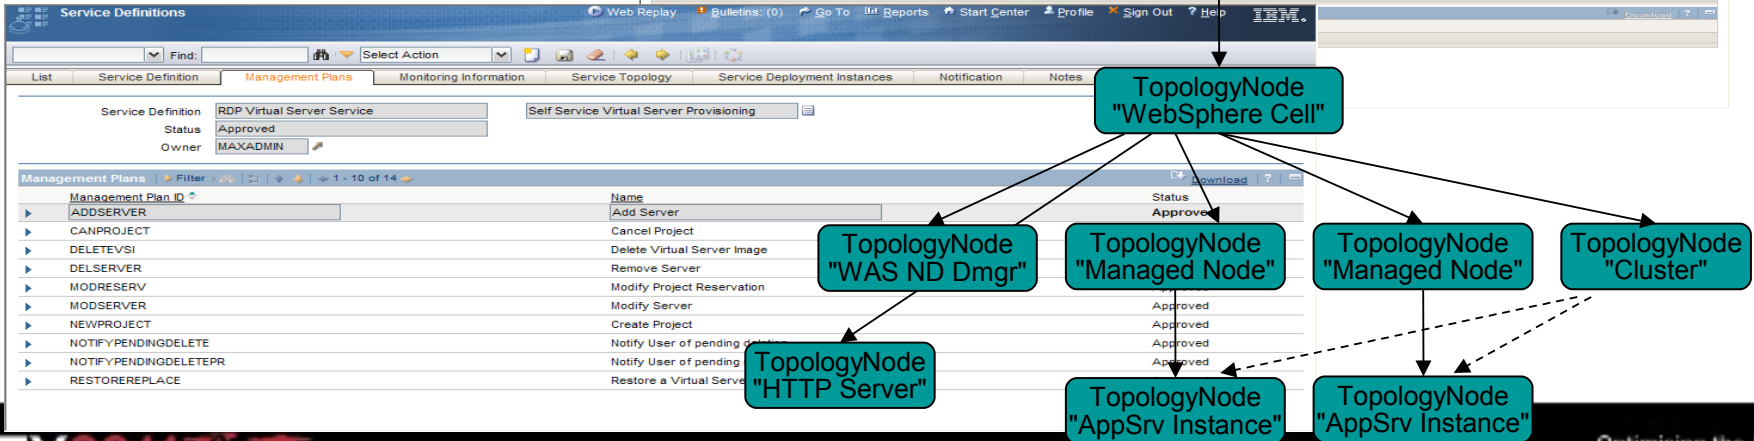 Service Definitions
Web Replay Bulletins: (0) Go To Reports Start Center Profile Sign Out ? Help IBM.
Download ?
Find: Select Action
List Service Definition Management Plans Monitoring Information Service Topology Service Deployment Instances Notification Notes
Service Definition RDP Virtual Server Service Self Service Virtual Server Provisioning
Status Approved
Owner MAXADMIN
Management Plans Filter 1 - 10 of 14 Download ?
Management Plan ID Name Status
ADDSERVER Add Server Approved
CANPROJECT Cancel Project
DELETEVSI Delete Virtual Server Image
DELSERVER Remove Server
MODRESERV Modify Project Reservation
MODSERVER Modify Server Approved
NEWPROJECT Create Project Approved
NOTIFYPENDINGDELETE Notify User of pending Approved
NOTIFYPENDINGDELETEPR Notify User of pending Approved
RESTOREREPLACE Restore a Virtual
TopologyNode
"WebSphere Cell"
TopologyNode
"WAS ND Dmgr"
TopologyNode
"Managed Node"
TopologyNode
"Managed Node"
TopologyNode
"Cluster"
TopologyNode
"HTTP Server"
TopologyNode
"AppSrv Instance"
TopologyNode
"AppSrv Instance"